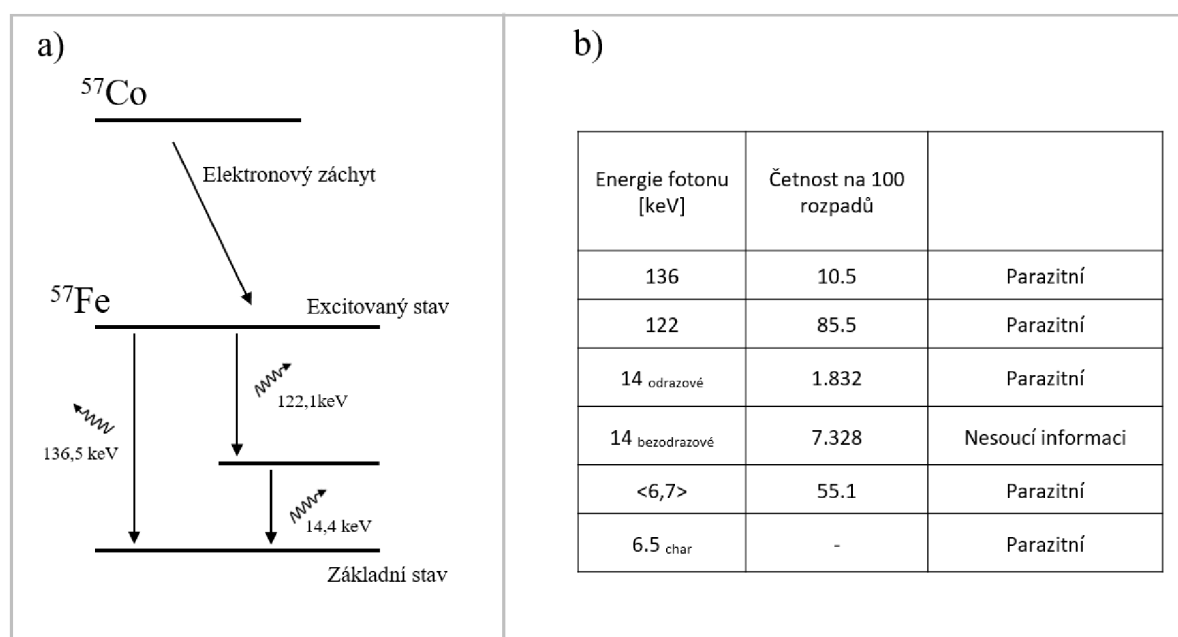 a)
⁵⁷Co
Elektronový záchyt
⁵⁷Fe
Excitovaný stav
122,1keV
136,5 keV
14,4 keV
Základní stav
b)
Energie fotonu
[keV]
Četnost na 100
rozpadů
136 10.5 Parazitní
122 85.5 Parazitní
14 odrazové 1.832 Parazitní
14 bezodrazové 7.328 Nesoucí informaci
<6,7> 55.1 Parazitní
6.5 char - Parazitní